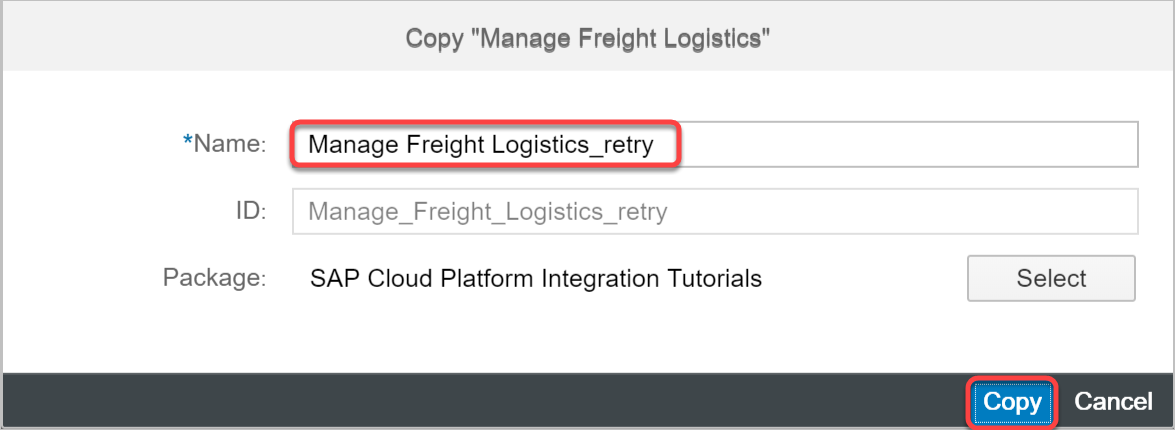 Copy "Manage Freight Logistics"
*Name: Manage Freight Logistics_retry
ID: Manage_Freight_Logistics_retry
Package: SAP Cloud Platform Integration Tutorials Select
Copy Cancel